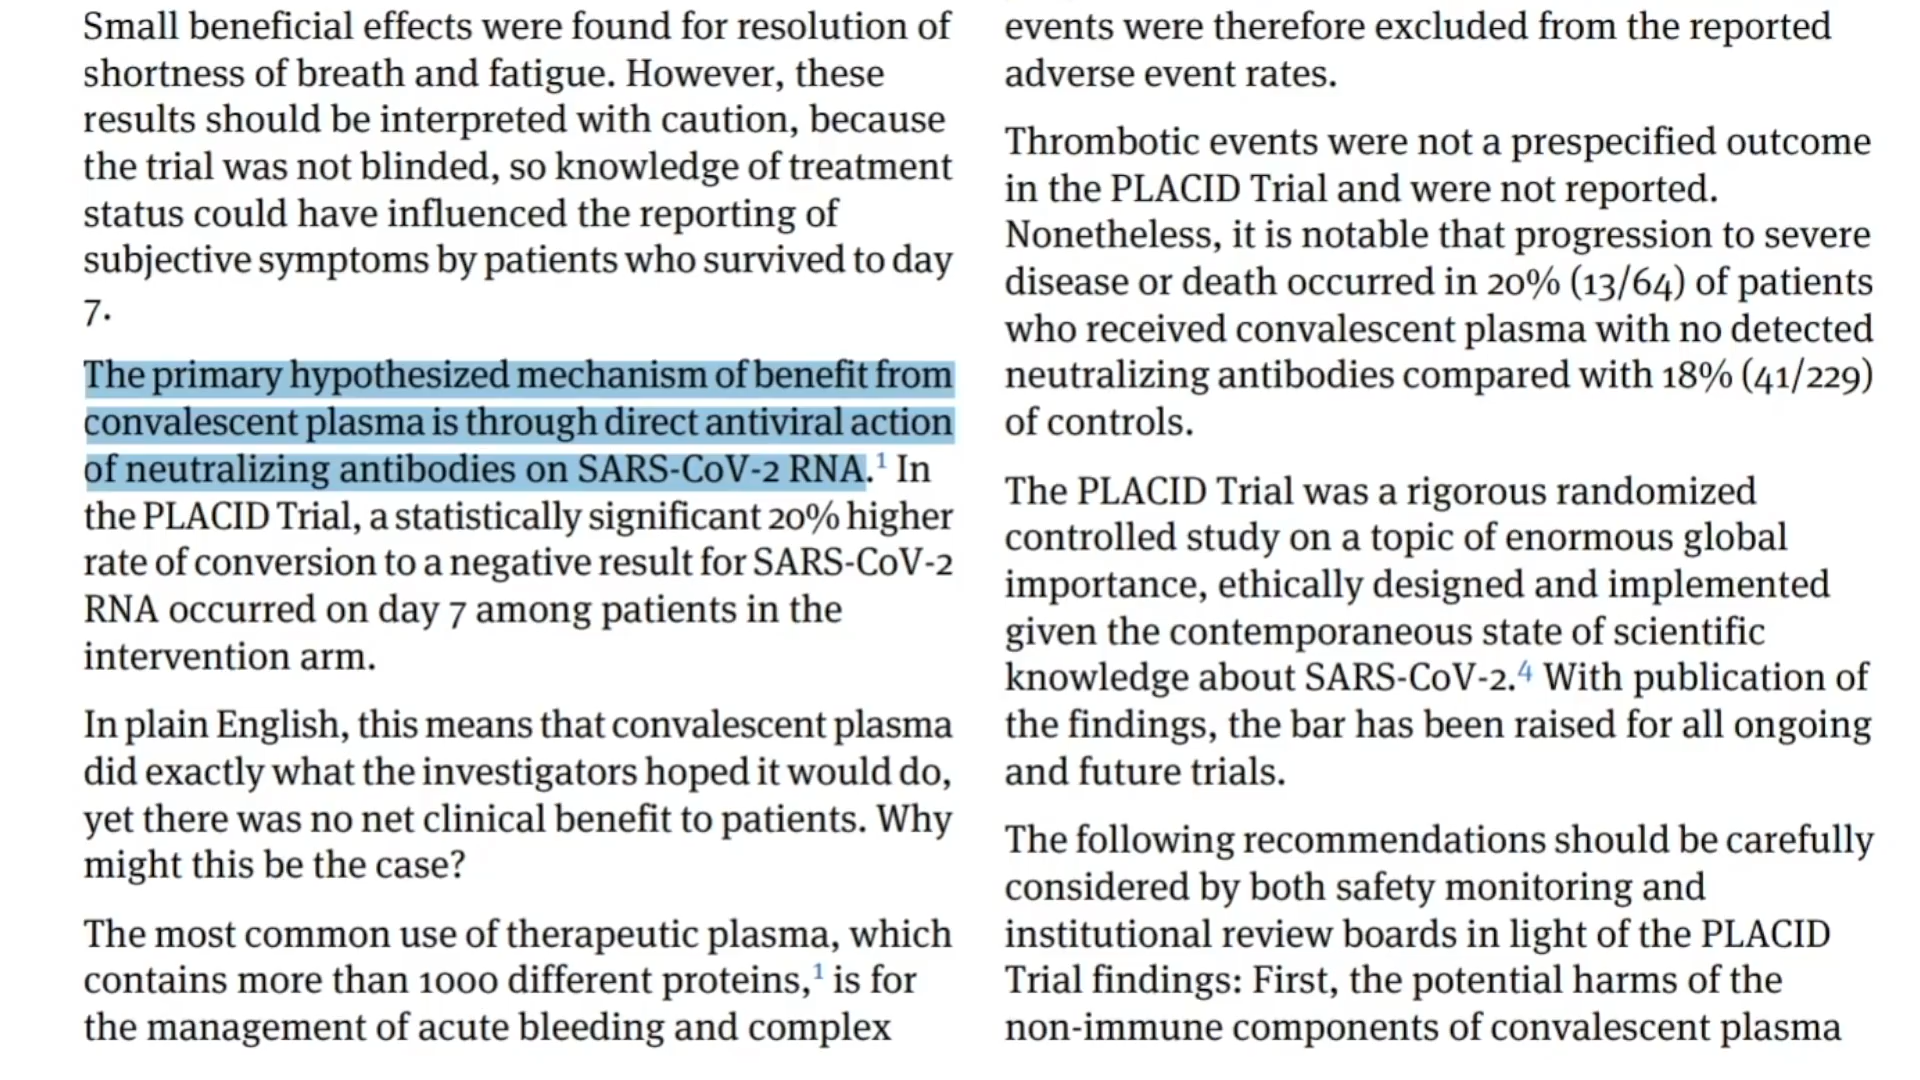 Small beneficial effects were found for resolution of
shortness of breath and fatigue. However, these
results should be interpreted with caution, because
the trial was not blinded, so knowledge of treatment
status could have influenced the reporting of
subjective symptoms by patients who survived to day
7.
The primary hypothesized mechanism of benefit from
convalescent plasma is through direct antiviral action
of neutralizing antibodies on SARS-CoV-2 RNA.¹ In
the PLACID Trial, a statistically significant 20% higher
rate of conversion to a negative result for SARS-CoV-2
RNA occurred on day 7 among patients in the
intervention arm.
In plain English, this means that convalescent plasma
did exactly what the investigators hoped it would do,
yet there was no net clinical benefit to patients. Why
might this be the case?
The most common use of therapeutic plasma, which
contains more than 1000 different proteins,¹ is for
the management of acute bleeding and complex
events were therefore excluded from the reported
adverse event rates.
Thrombotic events were not a prespecified outcome
in the PLACID Trial and were not reported.
Nonetheless, it is notable that progression to severe
disease or death occurred in 20% (13/64) of patients
who received convalescent plasma with no detected
neutralizing antibodies compared with 18% (41/229)
of controls.
The PLACID Trial was a rigorous randomized
controlled study on a topic of enormous global
importance, ethically designed and implemented
given the contemporaneous state of scientific
knowledge about SARS-CoV-2.⁴ With publication of
the findings, the bar has been raised for all ongoing
and future trials.
The following recommendations should be carefully
considered by both safety monitoring and
institutional review boards in light of the PLACID
Trial findings: First, the potential harms of the
non-immune components of convalescent plasma